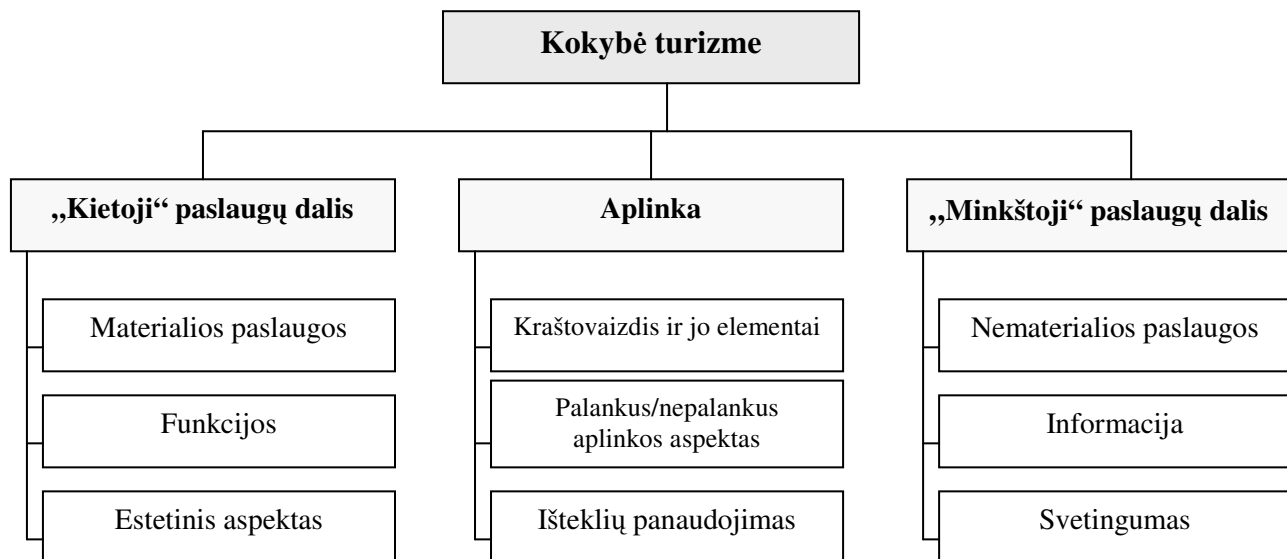 Kokybė turizme
„Kietoji“ paslaugų dalis
Materialios paslaugos
Funkcijos
Estetinis aspektas
Aplinka
Kraštovaizdis ir jo elementai
Palankus/nepalankus
aplinkos aspektas
Išteklių panaudojimas
„Minkštoji“ paslaugų dalis
Nematerialios paslaugos
Informacija
Svetingumas